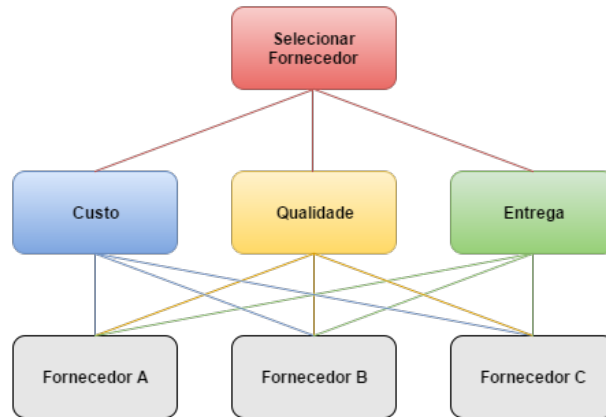 Selecionar
Fornecedor
Custo
Qualidade
Entrega
Fornecedor A
Fornecedor B
Fornecedor C